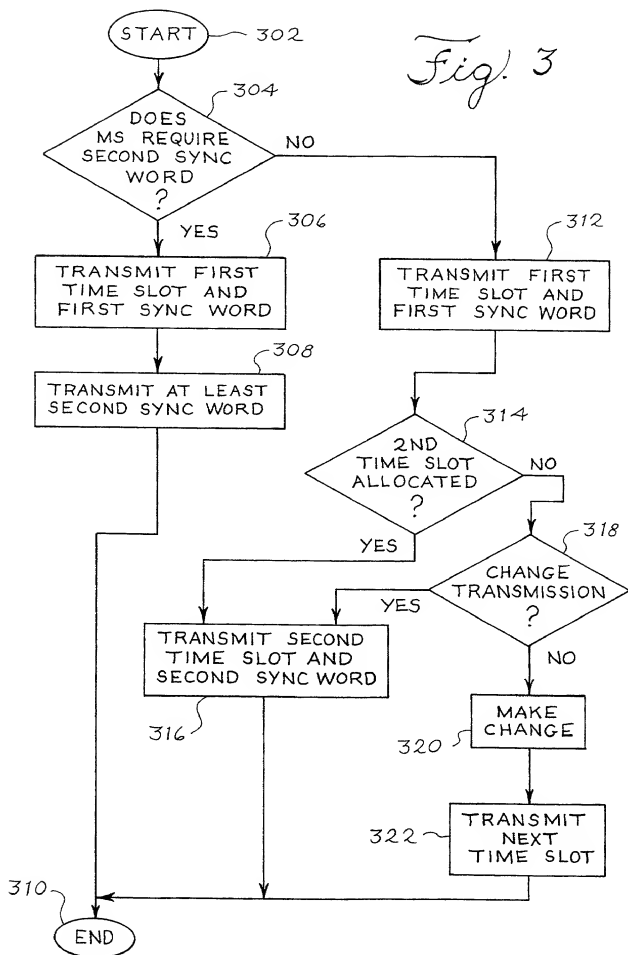 START
302
Fig. 3
304
DOES
MS REQUIRE
SECOND SYNC
WORD
?
NO
YES
306
TRANSMIT FIRST
TIME SLOT AND
FIRST SYNC WORD
312
TRANSMIT FIRST
TIME SLOT AND
FIRST SYNC WORD
308
TRANSMIT AT LEAST
SECOND SYNC WORD
314
2ND
TIME SLOT
ALLOCATED
?
NO
YES
318
CHANGE
TRANSMISSION
?
YES
NO
TRANSMIT SECOND
TIME SLOT AND
SECOND SYNC WORD
316
MAKE
CHANGE
320
TRANSMIT
NEXT
TIME SLOT
322
310
END